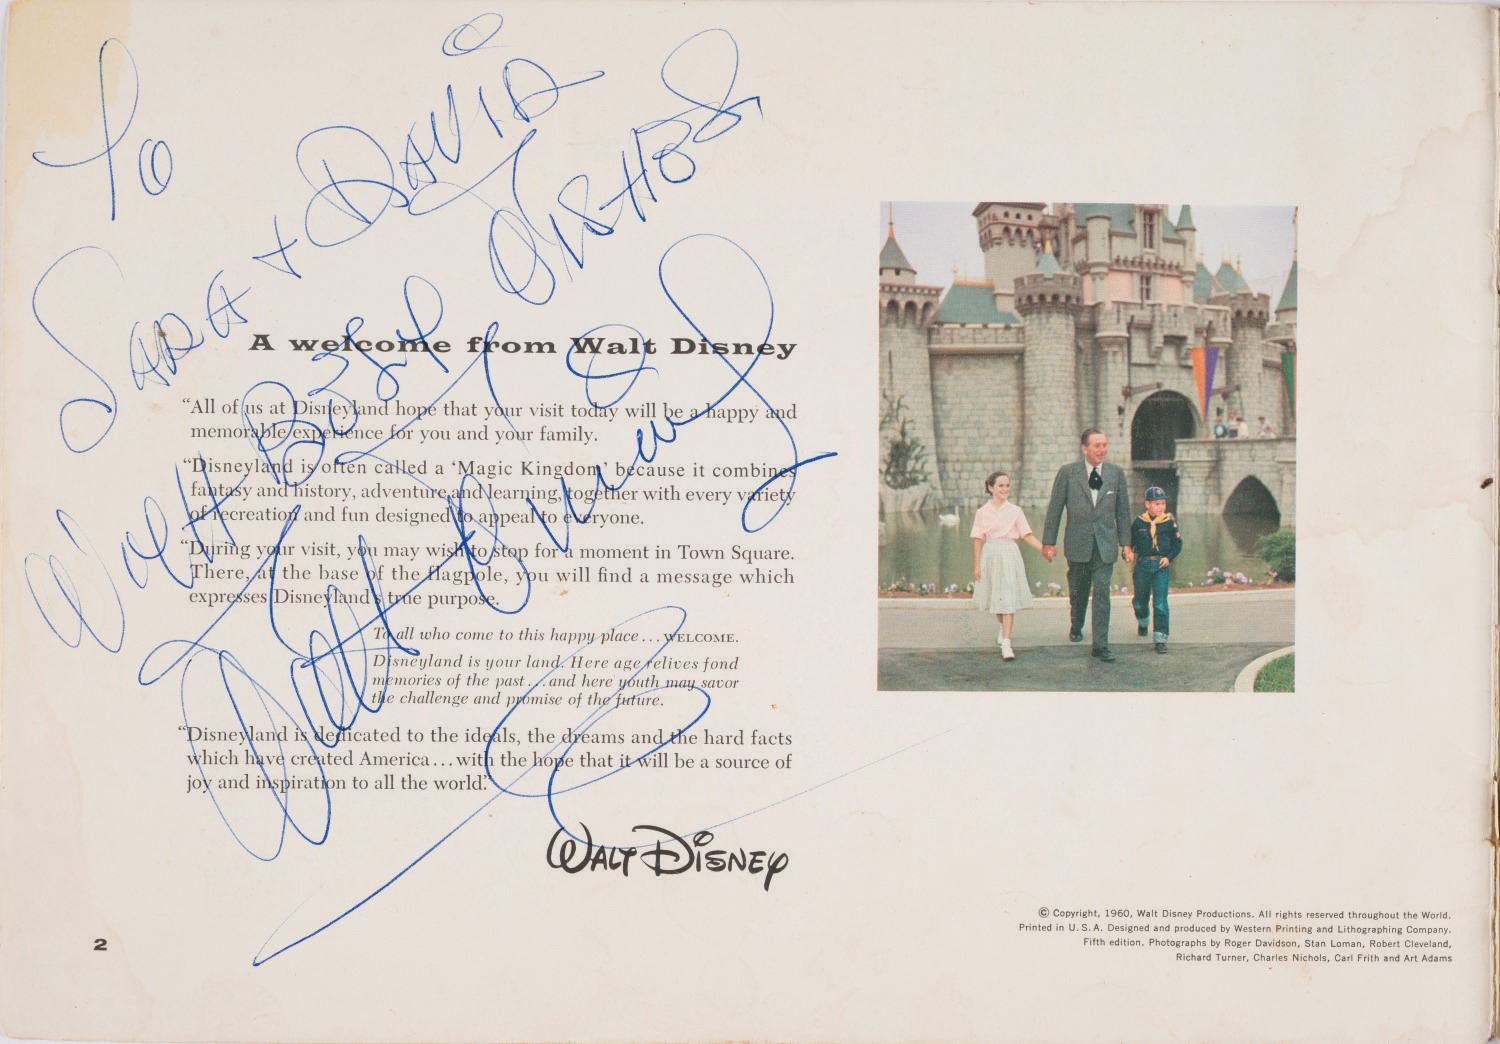 To
Sara + David
With Best Wishes
Walt Disney
A welcome from Walt Disney
“All of us at Disneyland hope that your visit today will be a happy and
memorable experience for you and your family.
“Disneyland is often called a ‘Magic Kingdom’ because it combines
fantasy and history, adventure and learning, together with every variety
of recreation and fun designed to appeal to everyone.
“During your visit, you may wish to stop for a moment in Town Square.
There, at the base of the flagpole, you will find a message which
expresses Disneyland's true purpose.
To all who come to this happy place...WELCOME.
Disneyland is your land. Here age relives fond
memories of the past...and here youth may savor
the challenge and promise of the future.
“Disneyland is dedicated to the ideals, the dreams and the hard facts
which have created America...with the hope that it will be a source of
joy and inspiration to all the world.”
WALT DISNEY
2
© Copyright, 1960, Walt Disney Productions. All rights reserved throughout the World.
Printed in U.S.A. Designed and produced by Western Printing and Lithographing Company.
Fifth edition. Photographs by Roger Davidson, Stan Loman, Robert Cleveland,
Richard Turner, Charles Nichols, Carl Frith and Art Adams